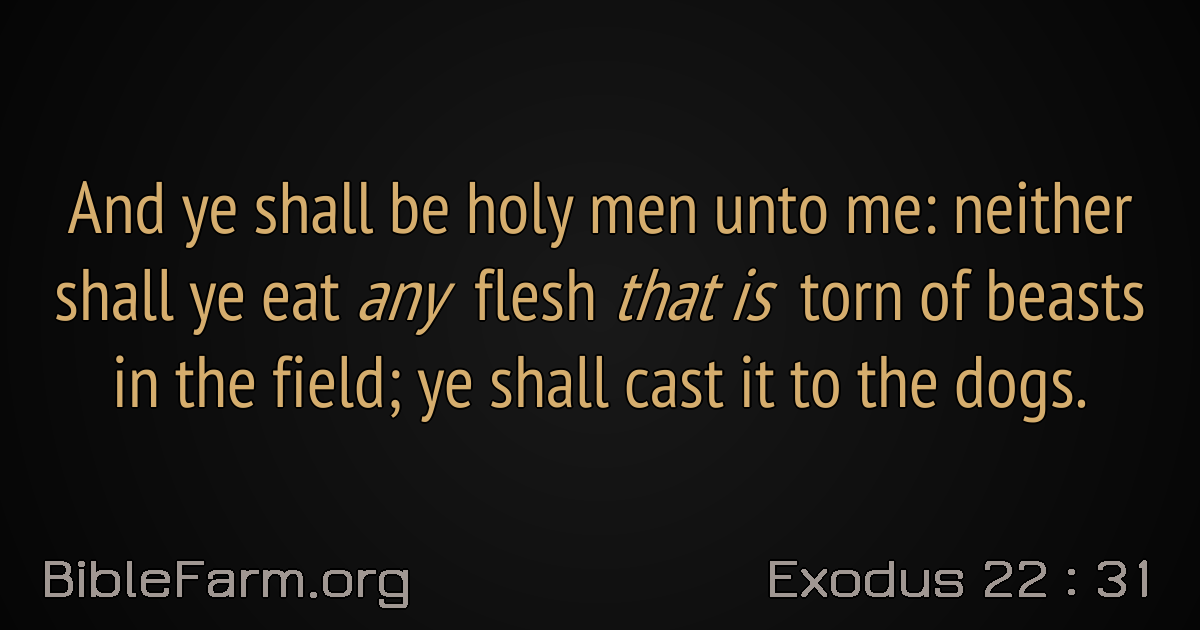 And ye shall be holy men unto me: neither
shall ye eat any flesh that is torn of beasts
in the field; ye shall cast it to the dogs.
BibleFarm.org
Exodus 22 : 31